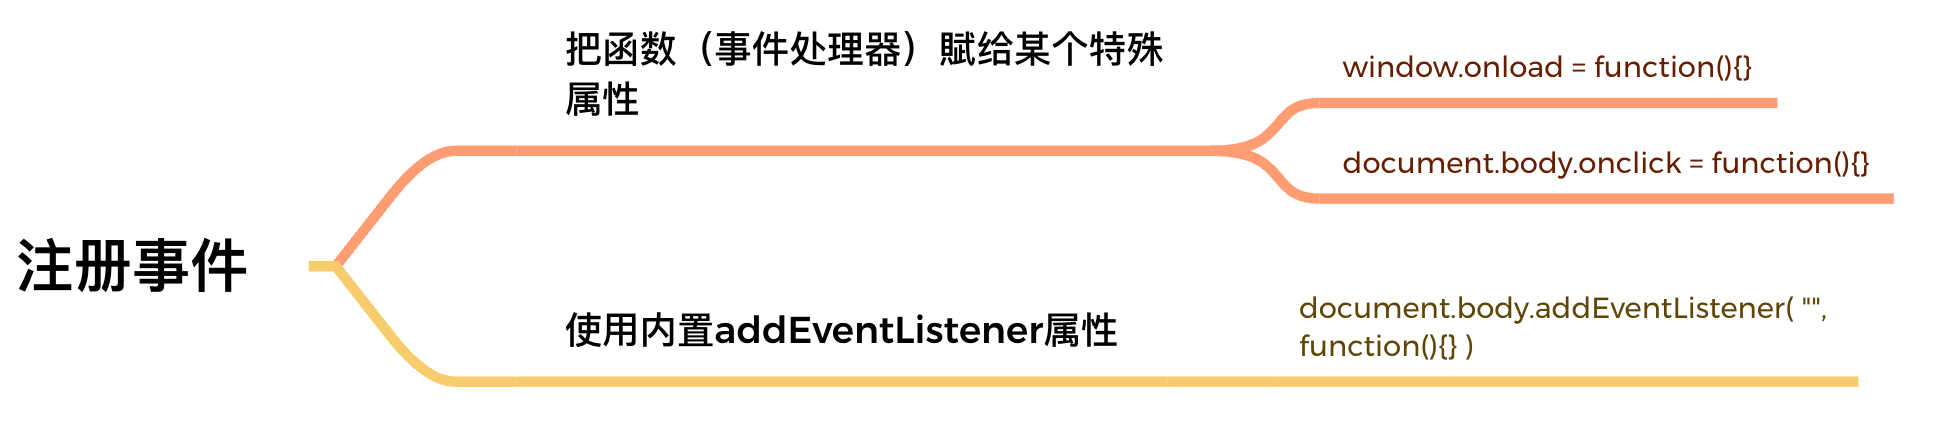 注册事件
把函数（事件处理器）赋给某个特殊
属性
window.onload = function(){}
document.body.onclick = function(){}
使用内置addEventListener属性
document.body.addEventListener( "",
function(){} )